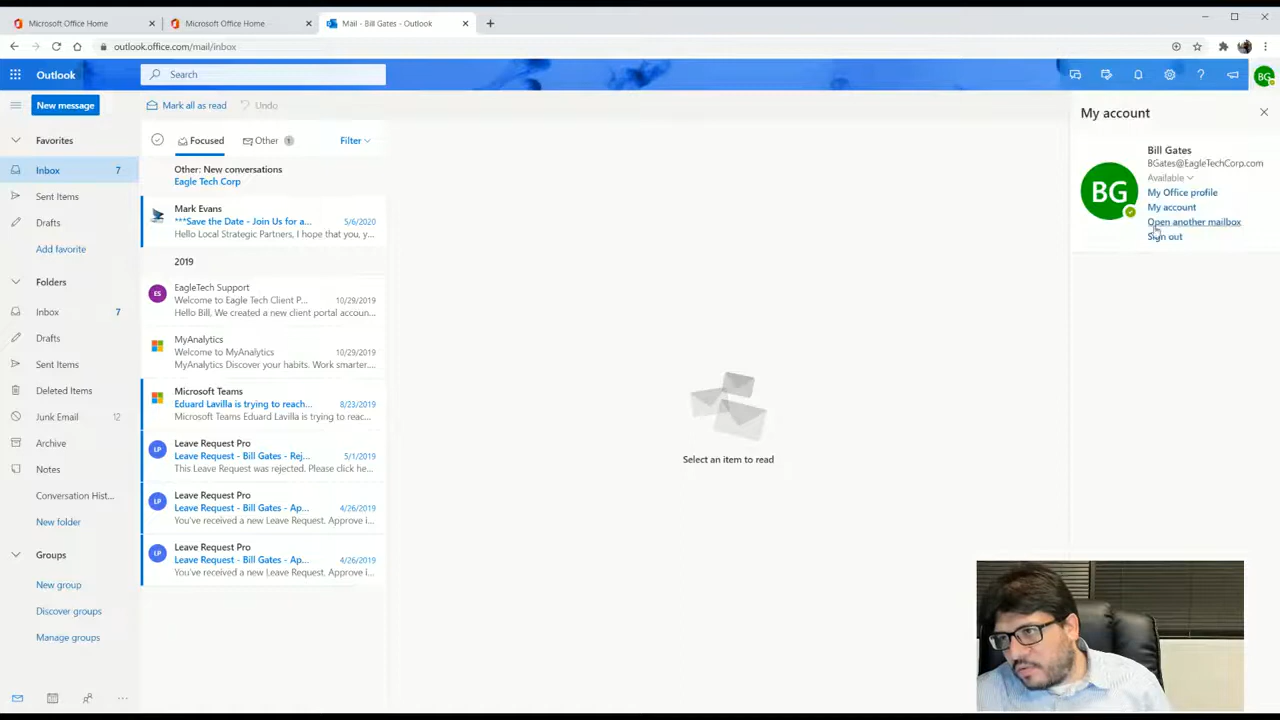 Microsoft Office Home
Microsoft Office Home
Mail - Bill Gates - Outlook
outlook.office.com/mail/inbox
Outlook
Search
BG
New message
Mark all as read
Undo
My account
Favorites
Focused
Other 1
Filter
Bill Gates
BGates@EagleTechCorp.com
Available
My Office profile
My account
Open another mailbox
Sign out
BG
Inbox 7
Sent Items
Drafts
Add favorite
Folders
Inbox 7
Drafts
Sent Items
Deleted Items
Junk Email 12
Archive
Notes
Conversation Hist...
New folder
Groups
New group
Discover groups
Manage groups
Other: New conversations
Eagle Tech Corp
Mark Evans
***Save the Date - Join Us for a... 5/6/2020
Hello Local Strategic Partners, I hope that you, y...
2019
ES
EagleTech Support
Welcome to Eagle Tech Client P... 10/29/2019
Hello Bill, We created a new client portal accoun...
MyAnalytics
Welcome to MyAnalytics 10/29/2019
MyAnalytics Discover your habits. Work smarter....
Microsoft Teams
Eduard Lavilla is trying to reach... 8/23/2019
Microsoft Teams Eduard Lavilla is trying to reac...
LP
Leave Request Pro
Leave Request - Bill Gates - Rej... 5/1/2019
This Leave Request was rejected. Please click he...
LP
Leave Request Pro
Leave Request - Bill Gates - Ap... 4/26/2019
You've received a new Leave Request. Approve i...
LP
Leave Request Pro
Leave Request - Bill Gates - Ap... 4/26/2019
You've received a new Leave Request. Approve i...
Select an item to read